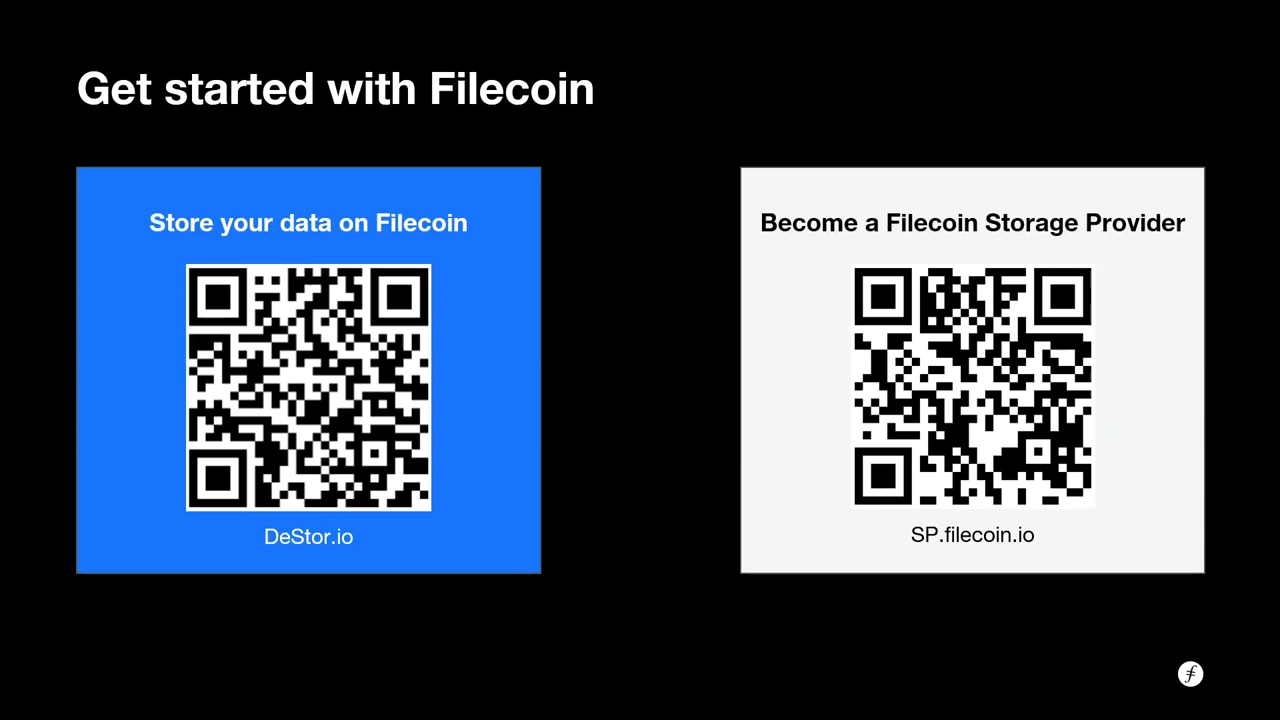 Get started with Filecoin
Store your data on Filecoin
DeStor.io
Become a Filecoin Storage Provider
SP.filecoin.io